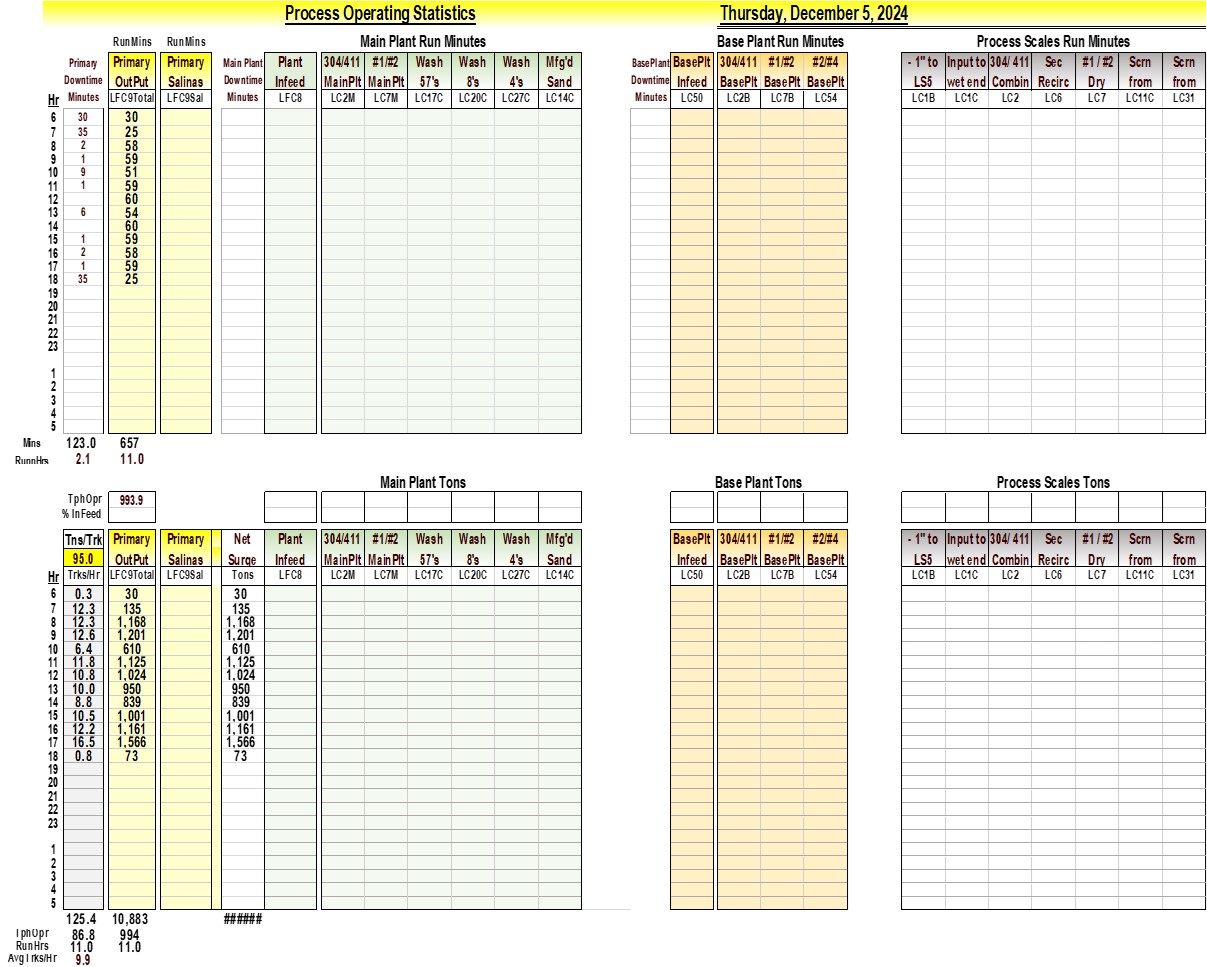 Process Operating Statistics Thursday, December 5, 2024
RunMins RunMins Main Plant Run Minutes Base Plant Run Minutes Process Scales Run Minutes
Primary Primary Primary Main Plant Plant 304/411 #1/#2 Wash Wash Wash Mfg'd BasePlant BasePlt 304/411 #1/#2 #2/#4 - 1" to Input to 304/ 411 Sec #1 / #2 Scrn Scrn
Downtime OutPut Salinas Downtime Infeed MainPlt MainPlt 57's 8's 4's Sand Downtime Infeed BasePlt BasePlt BasePlt LS5 wet end Combin Recirc Dry from from
Hr Minutes LFC9Total LFC9Sal Minutes LFC8 LC2M LC7M LC17C LC20C LC27C LC14C Minutes LC50 LC2B LC7B LC54 LC1B LC1C LC2 LC6 LC7 LC11C LC31
6 30 30
7 35 25
8 2 58
9 1 59
10 9 51
11 1 59
12 60
13 6 54
14 60
15 1 59
16 2 58
17 1 59
18 35 25
19
20
21
22
23
1
2
3
4
5
Mins 123.0 657
RunnHrs 2.1 11.0
Main Plant Tons Base Plant Tons Process Scales Tons
TphOpr 993.9
% InFeed
Tns/Trk Primary Primary Net Plant 304/411 #1/#2 Wash Wash Wash Mfg'd BasePlt 304/411 #1/#2 #2/#4 - 1" to Input to 304/ 411 Sec #1 / #2 Scrn Scrn
95.0 OutPut Salinas Surge Infeed MainPlt MainPlt 57's 8's 4's Sand Infeed BasePlt BasePlt BasePlt LS5 wet end Combin Recirc Dry from from
Hr Trks/Hr LFC9Total LFC9Sal Tons LFC8 LC2M LC7M LC17C LC20C LC27C LC14C LC50 LC2B LC7B LC54 LC1B LC1C LC2 LC6 LC7 LC11C LC31
6 0.3 30 30
7 12.3 135 135
8 12.3 1,168 1,168
9 12.6 1,201 1,201
10 6.4 610 610
11 11.8 1,125 1,125
12 10.8 1,024 1,024
13 10.0 950 950
14 8.8 839 839
15 10.5 1,001 1,001
16 12.2 1,161 1,161
17 16.5 1,566 1,566
18 0.8 73 73
19
20
21
22
23
1
2
3
4
5
125.4 10,883 ######
TphOpr 86.8 994
RunHrs 11.0 11.0
AvgTrks/Hr 9.9